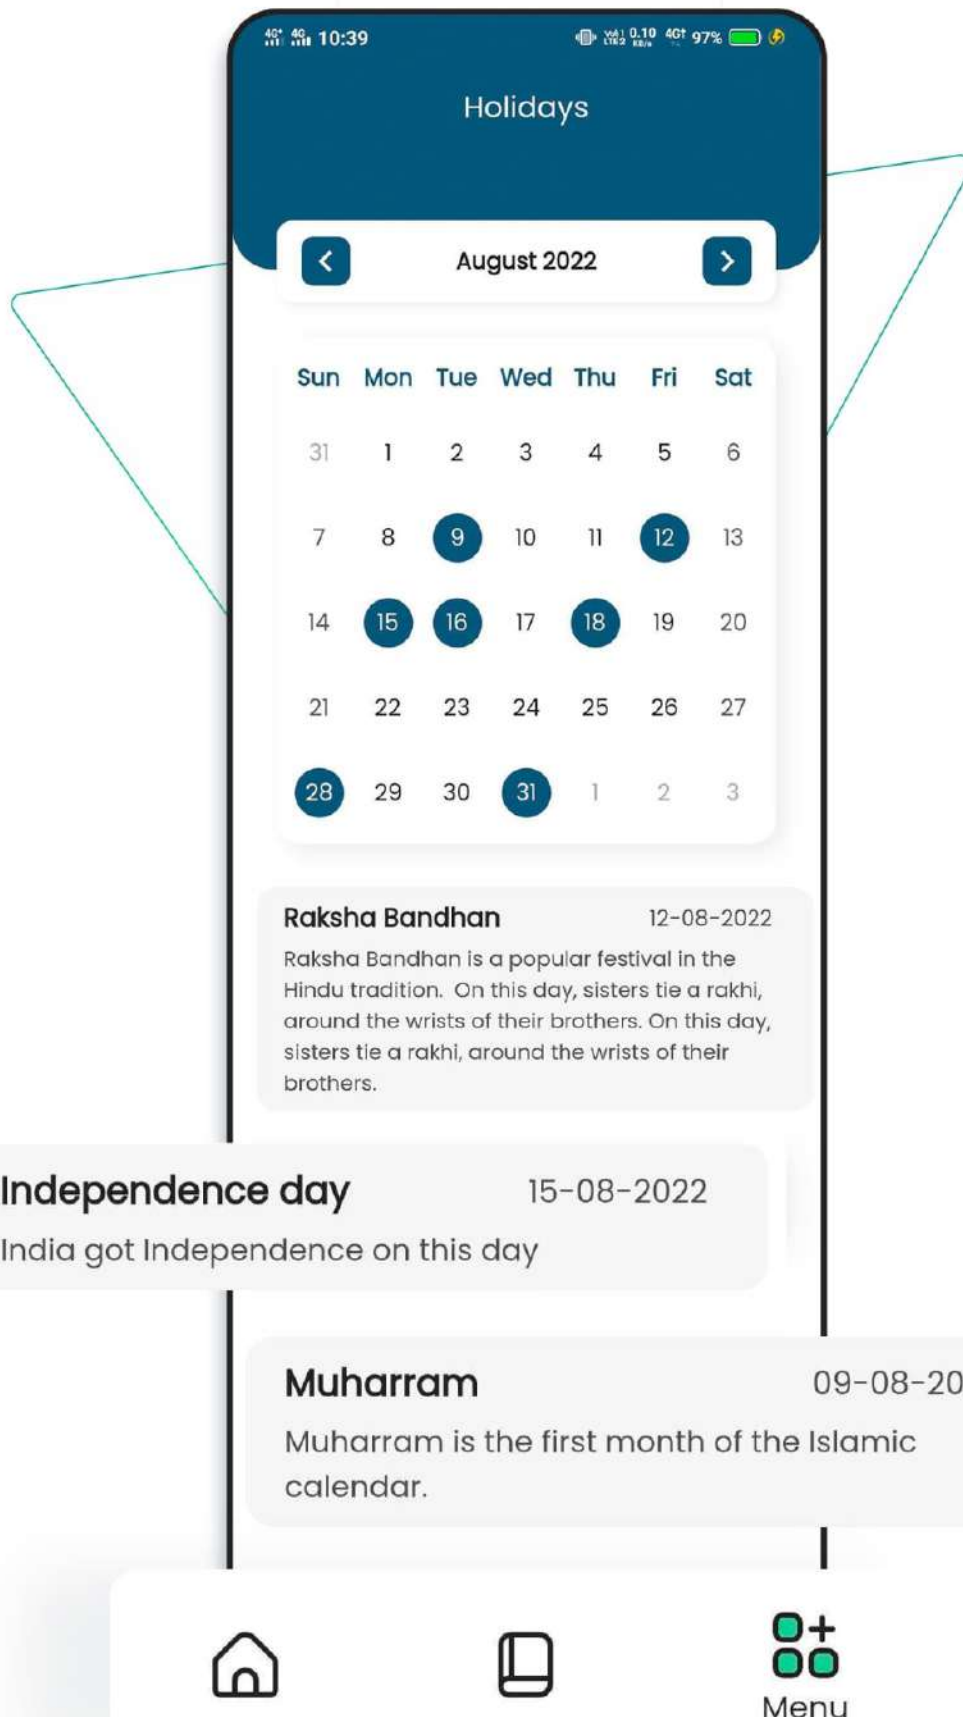 10:39 0.10 KB/s 4G↑ 97%
Holidays
August 2022
Sun Mon Tue Wed Thu Fri Sat
31 1 2 3 4 5 6
7 8 9 10 11 12 13
14 15 16 17 18 19 20
21 22 23 24 25 26 27
28 29 30 31 1 2 3
Raksha Bandhan 12-08-2022
Raksha Bandhan is a popular festival in the
Hindu tradition. On this day, sisters tie a rakhi,
around the wrists of their brothers. On this day,
sisters tie a rakhi, around the wrists of their
brothers.
Independence day 15-08-2022
India got Independence on this day
Muharram 09-08-20
Muharram is the first month of the Islamic
calendar.
Menu